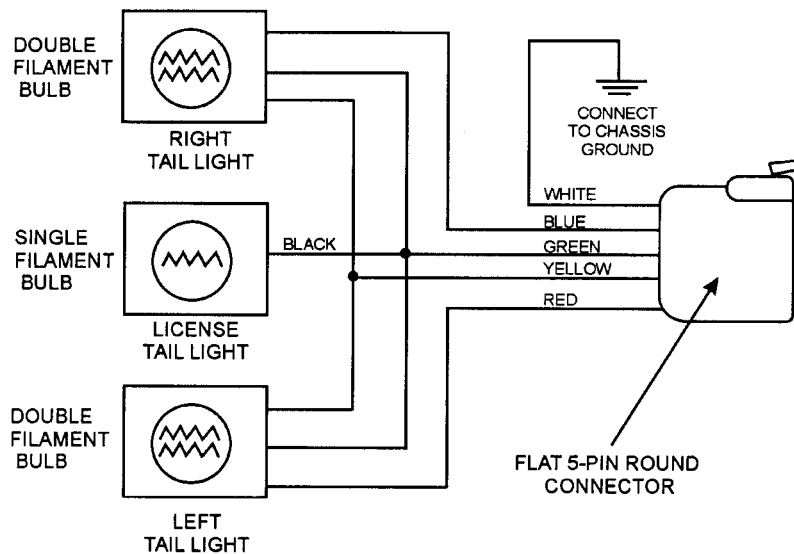 DOUBLE
FILAMENT
BULB
RIGHT
TAIL LIGHT
CONNECT
TO CHASSIS
GROUND
WHITE
BLUE
GREEN
YELLOW
RED
SINGLE
FILAMENT
BULB
BLACK
LICENSE
TAIL LIGHT
DOUBLE
FILAMENT
BULB
LEFT
TAIL LIGHT
FLAT 5-PIN ROUND
CONNECTOR